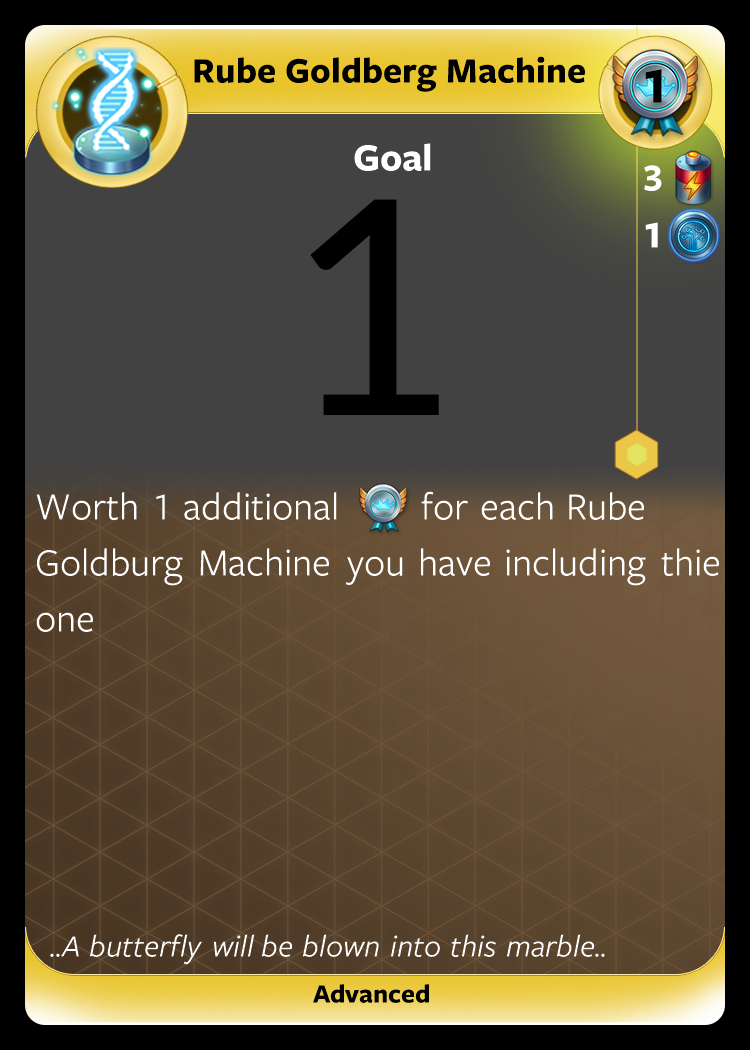 Rube Goldberg Machine
1
Goal
3
1
1
Worth 1 additional for each Rube
Goldburg Machine you have including thie
one
..A butterfly will be blown into this marble..
Advanced